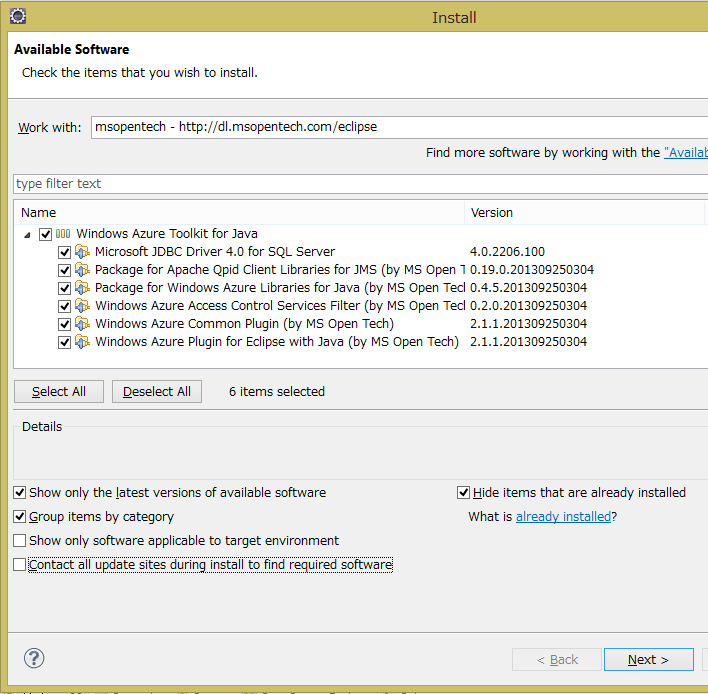 Install
Available Software
Check the items that you wish to install.
Work with: msopentech - http://dl.msopentech.com/eclipse
Find more software by working with the "Availab
type filter text
Name Version
Windows Azure Toolkit for Java
Microsoft JDBC Driver 4.0 for SQL Server 4.0.2206.100
Package for Apache Qpid Client Libraries for JMS (by MS Open T 0.19.0.201309250304
Package for Windows Azure Libraries for Java (by MS Open Tecl 0.4.5.201309250304
Windows Azure Access Control Services Filter (by MS Open Tecl 0.2.0.201309250304
Windows Azure Common Plugin (by MS Open Tech) 2.1.1.201309250304
Windows Azure Plugin for Eclipse with Java (by MS Open Tech) 2.1.1.201309250304
Select All Deselect All 6 items selected
Details
Show only the latest versions of available software Hide items that are already installed
Group items by category What is already installed?
Show only software applicable to target environment
Contact all update sites during install to find required software
? < Back Next >